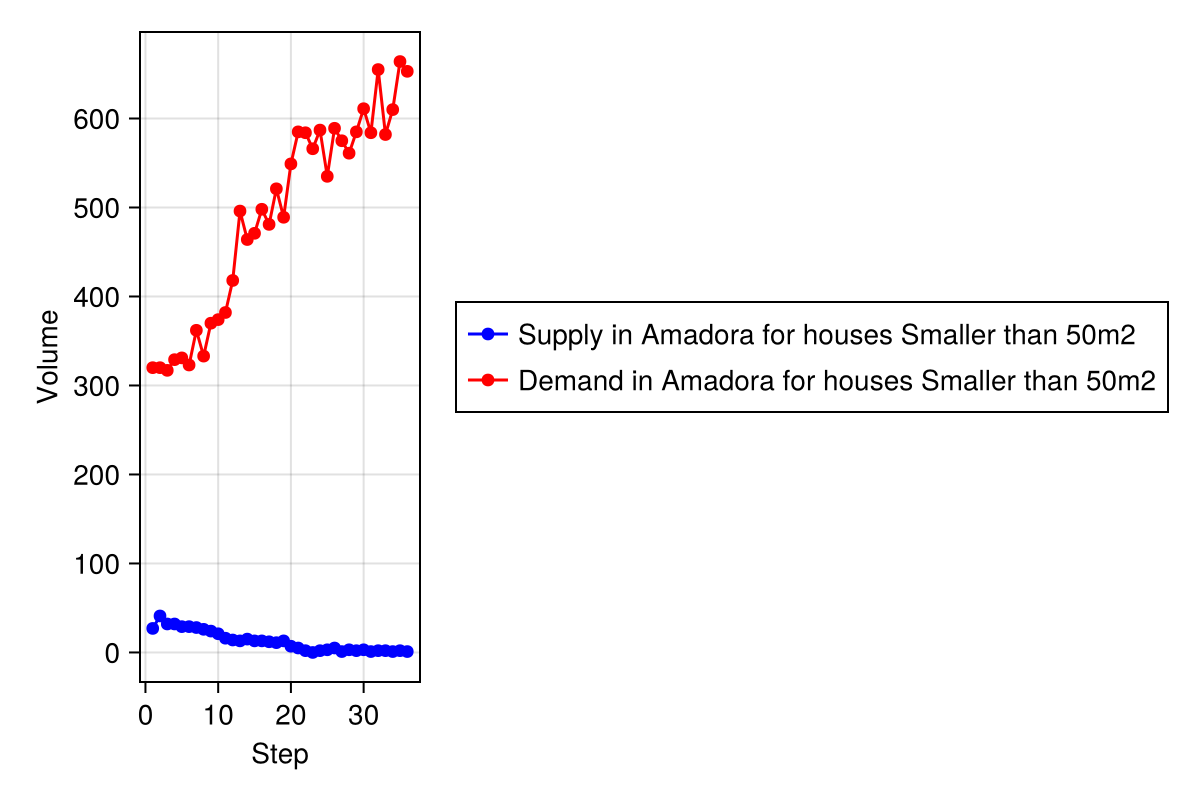 Volume
600
500
400
300
200
100
0
0 10 20 30
Step
Supply in Amadora for houses Smaller than 50m2
Demand in Amadora for houses Smaller than 50m2